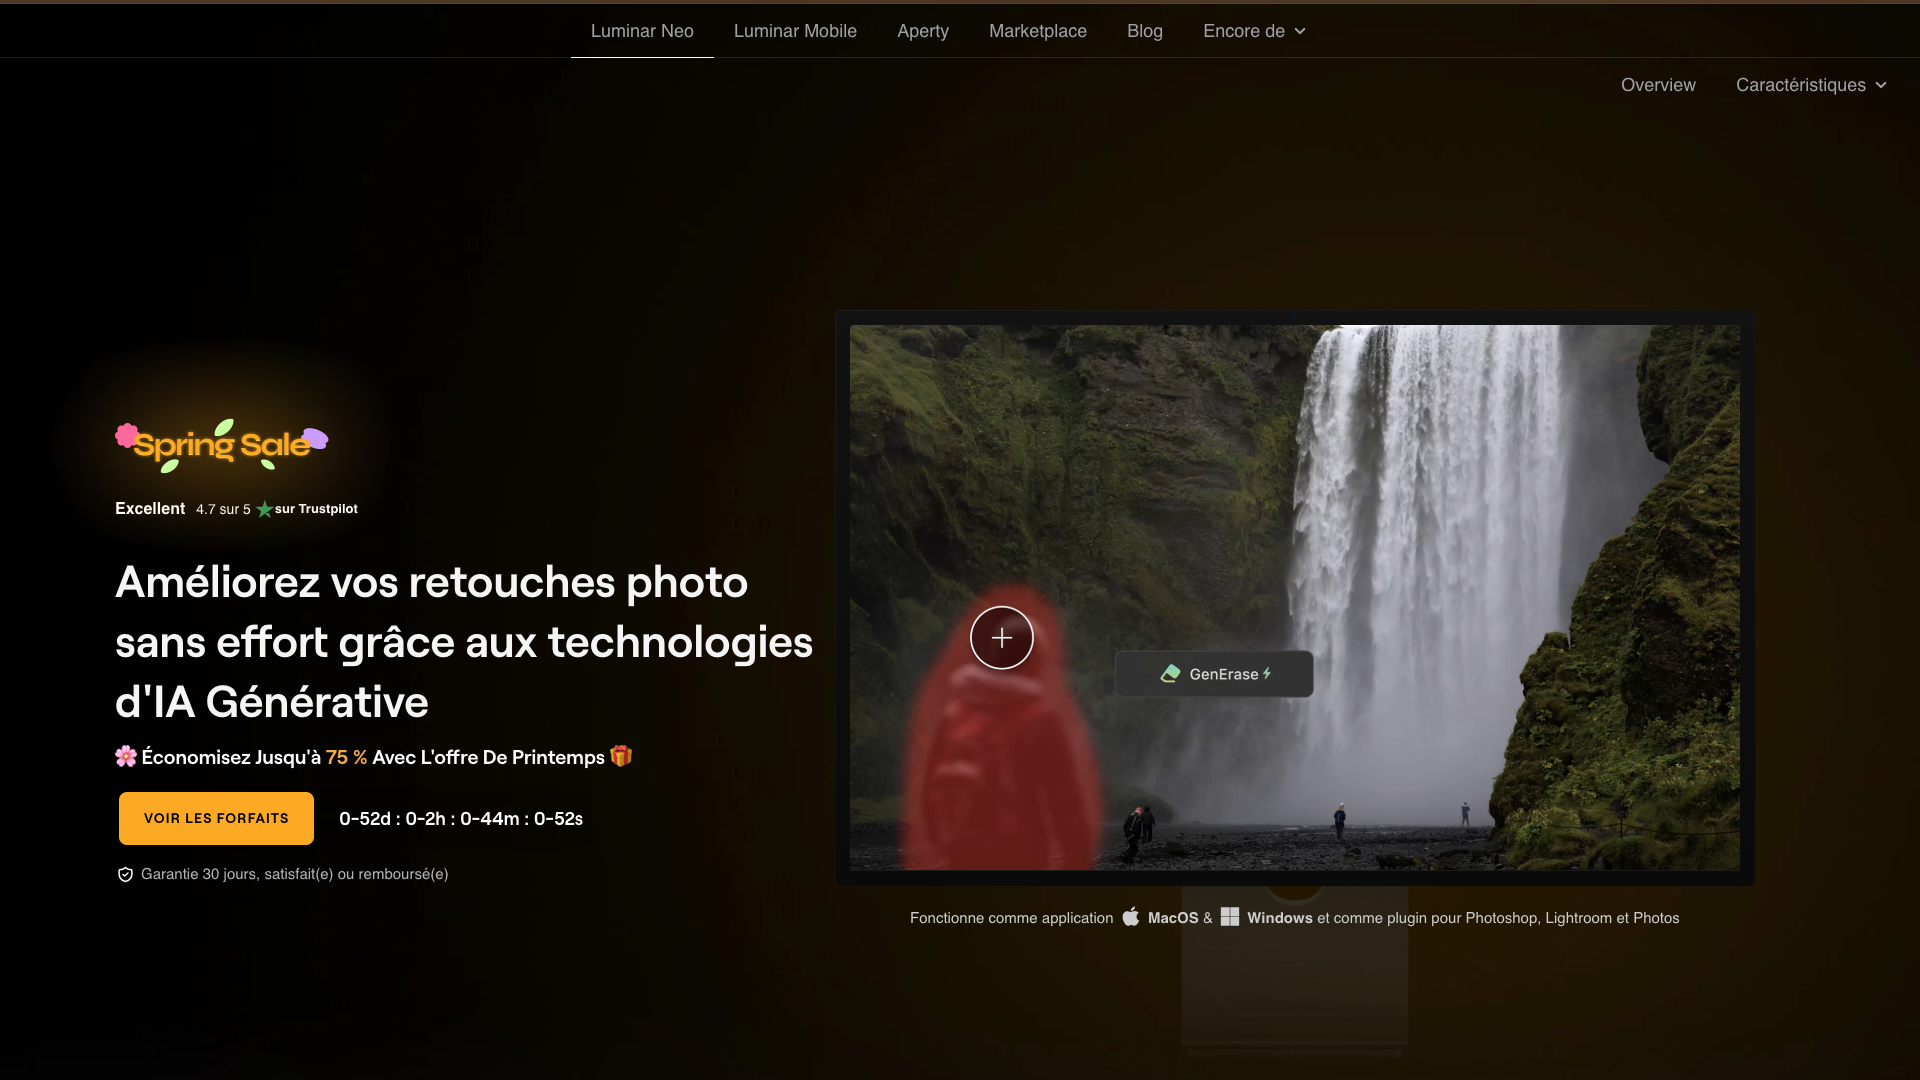 Luminar Neo
Luminar Mobile
Aperty
Marketplace
Blog
Encore de
Overview
Caractéristiques
Spring Sale
Excellent 4.7 sur 5 sur Trustpilot
Améliorez vos retouches photo
sans effort grâce aux technologies
d'IA Générative
🌸 Économisez Jusqu'à 75 % Avec L'offre De Printemps 🎁
VOIR LES FORFAITS
0-52d : 0-2h : 0-44m : 0-52s
Garantie 30 jours, satisfait(e) ou remboursé(e)
GenErase
Fonctionne comme application MacOS & Windows et comme plugin pour Photoshop, Lightroom et Photos